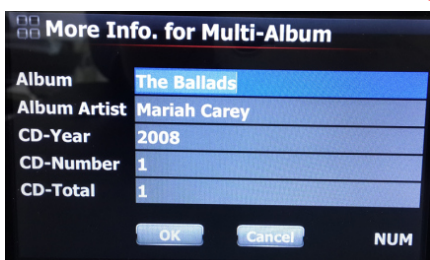 More Info. for Multi-Album
Album The Ballads
Album Artist Mariah Carey
CD-Year 2008
CD-Number 1
CD-Total 1
OK Cancel NUM